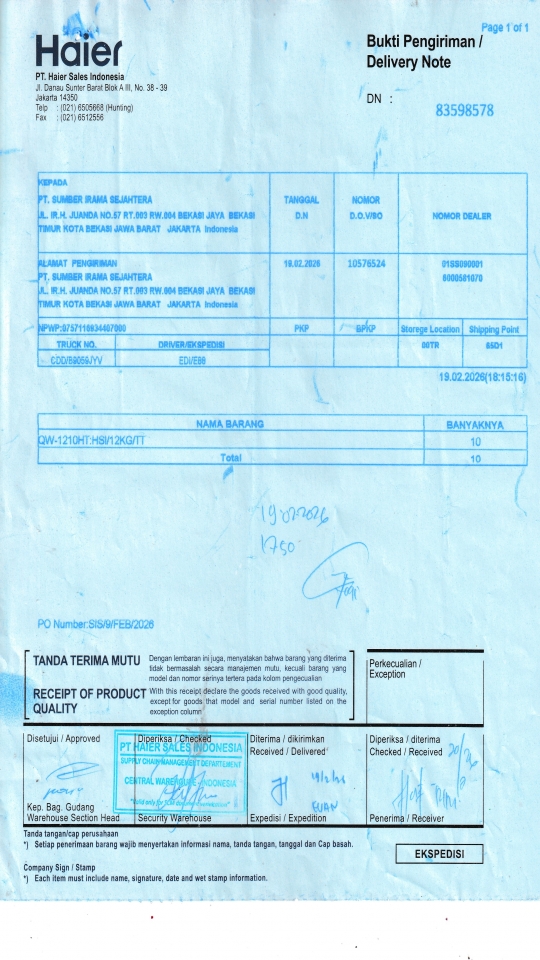 Page 1 of 1
Haier
Bukti Pengiriman /
Delivery Note
PT. Haier Sales Indonesia
Jl. Danau Sunter Barat Blok A III, No. 38 - 39
Jakarta 14350
Telp : (021) 6505668 (Hunting)
Fax : (021) 6512556
DN : 83598578
KEPADA
PT. SUMBER IRAMA SEJAHTERA
JL. IR.H. JUANDA NO.57 RT.003 RW.004 BEKASI JAYA BEKASI
TIMUR KOTA BEKASI JAWA BARAT JAKARTA Indonesia
TANGGAL
D.N
NOMOR
D.O./SO
NOMOR DEALER
ALAMAT PENGIRIMAN
PT. SUMBER IRAMA SEJAHTERA
JL. IR.H. JUANDA NO.57 RT.003 RW.004 BEKASI JAYA BEKASI
TIMUR KOTA BEKASI JAWA BARAT JAKARTA Indonesia
19.02.2026
10576524
PKP
BPKP
Storege Location
Shipping Point
TRUCK NO.
DRIVER/EKSPEDISI
00TR
19.02.2026(18:15:16)
NAMA BARANG
BANYAKNYA
QW-1210HT:HSI/12KG/TT
10
Total
10
19.02.2026
1750
PO Number:SIS/9/FEB/2026
TANDA TERIMA MUTU
Dengan lembaran ini juga, menyatakan bahwa barang yang diterima
tidak bermasalah secara manajemen mutu, kecuali barang yang
model dan nomor serinya tertera pada kolom pengecualian
RECEIPT OF PRODUCT
QUALITY
With this receipt declare the goods received with good quality,
except for goods that model and serial number listed on
the exception column
Perkecualian /
Exception
Disetujui / Approved
Diperiksa / Checked
Diterima / dikirimkan
Received / Delivered
Diperiksa / diterima
Checked / Received
PT HAIER SALES INDONESIA
SUPPLY CHAIN MANAGEMENT DEPARTEMENT
CENTRAL WAREHOUSE - INDONESIA
Kep. Bag. Gudang
Warehouse Section Head
Security Warehouse
Expedisi / Expedition
Penerima / Receiver
Tanda tangan/cap perusahaan
*) Setiap penerimaan barang wajib menyertakan informasi nama, tanda tangan, tanggal dan Cap basah.
EKSPEDISI
Company Sign / Stamp
*) Each item must include name, signature, date and wet stamp information.